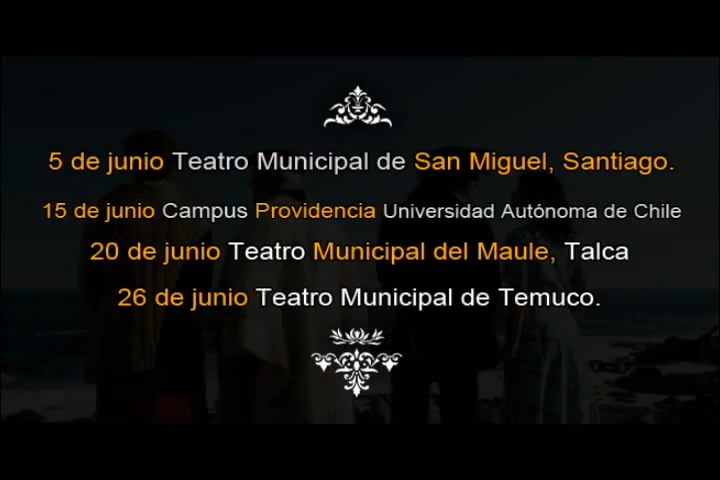 5 de junio Teatro Municipal de San Miguel, Santiago.
15 de junio Campus Providencia Universidad Autónoma de Chile
20 de junio Teatro Municipal del Maule, Talca
26 de junio Teatro Municipal de Temuco.